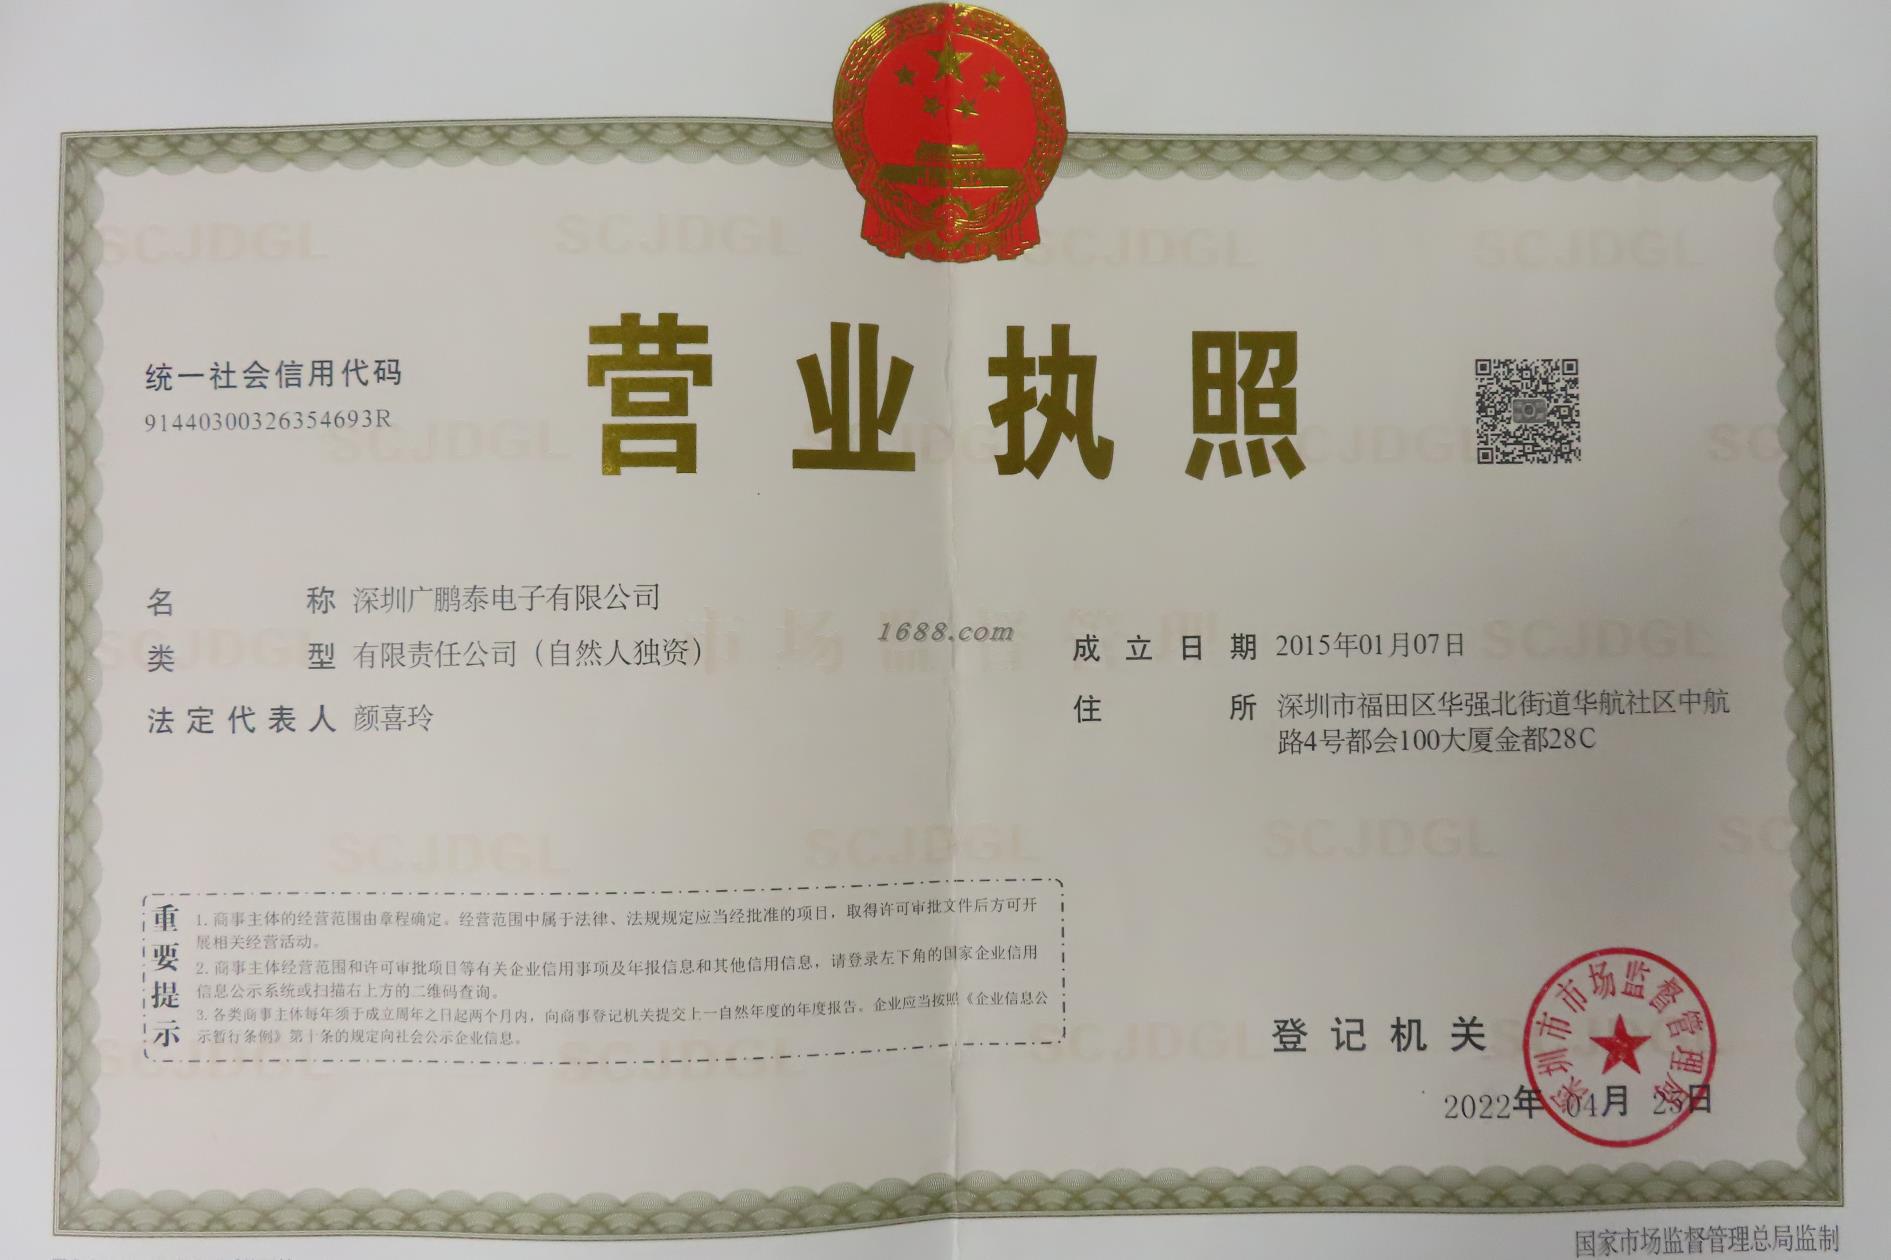 营业执照
统一社会信用代码
91440300326354693R
名称 深圳广鹏泰电子有限公司
类型 有限责任公司（自然人独资）
法定代表人 颜喜玲
成立日期 2015年01月07日
住所 深圳市福田区华强北街道华航社区中航
路4号都会100大厦金都28C
1688.com
重要提示
1.商事主体的经营范围由章程确定。经营范围中属于法律、法规规定应当经批准的项目，取得许可审批文件后方可开
展相关经营活动。
2.商事主体经营范围和许可审批项目等有关企业信用事项及年报信息和其他信用信息，请登录左下角的国家企业信用
信息公示系统或扫描右上方的二维码查询。
3.各类商事主体每年须于成立周年之日起两个月内，向商事登记机关提交上一自然年度的年度报告。企业应当按照《企业信息公
示暂行条例》第十条的规定向社会公示企业信息。
登记机关
深圳市市场监督管理局
2022年 04月 25日
国家市场监督管理总局监制
SCJDGL
市场监督管理